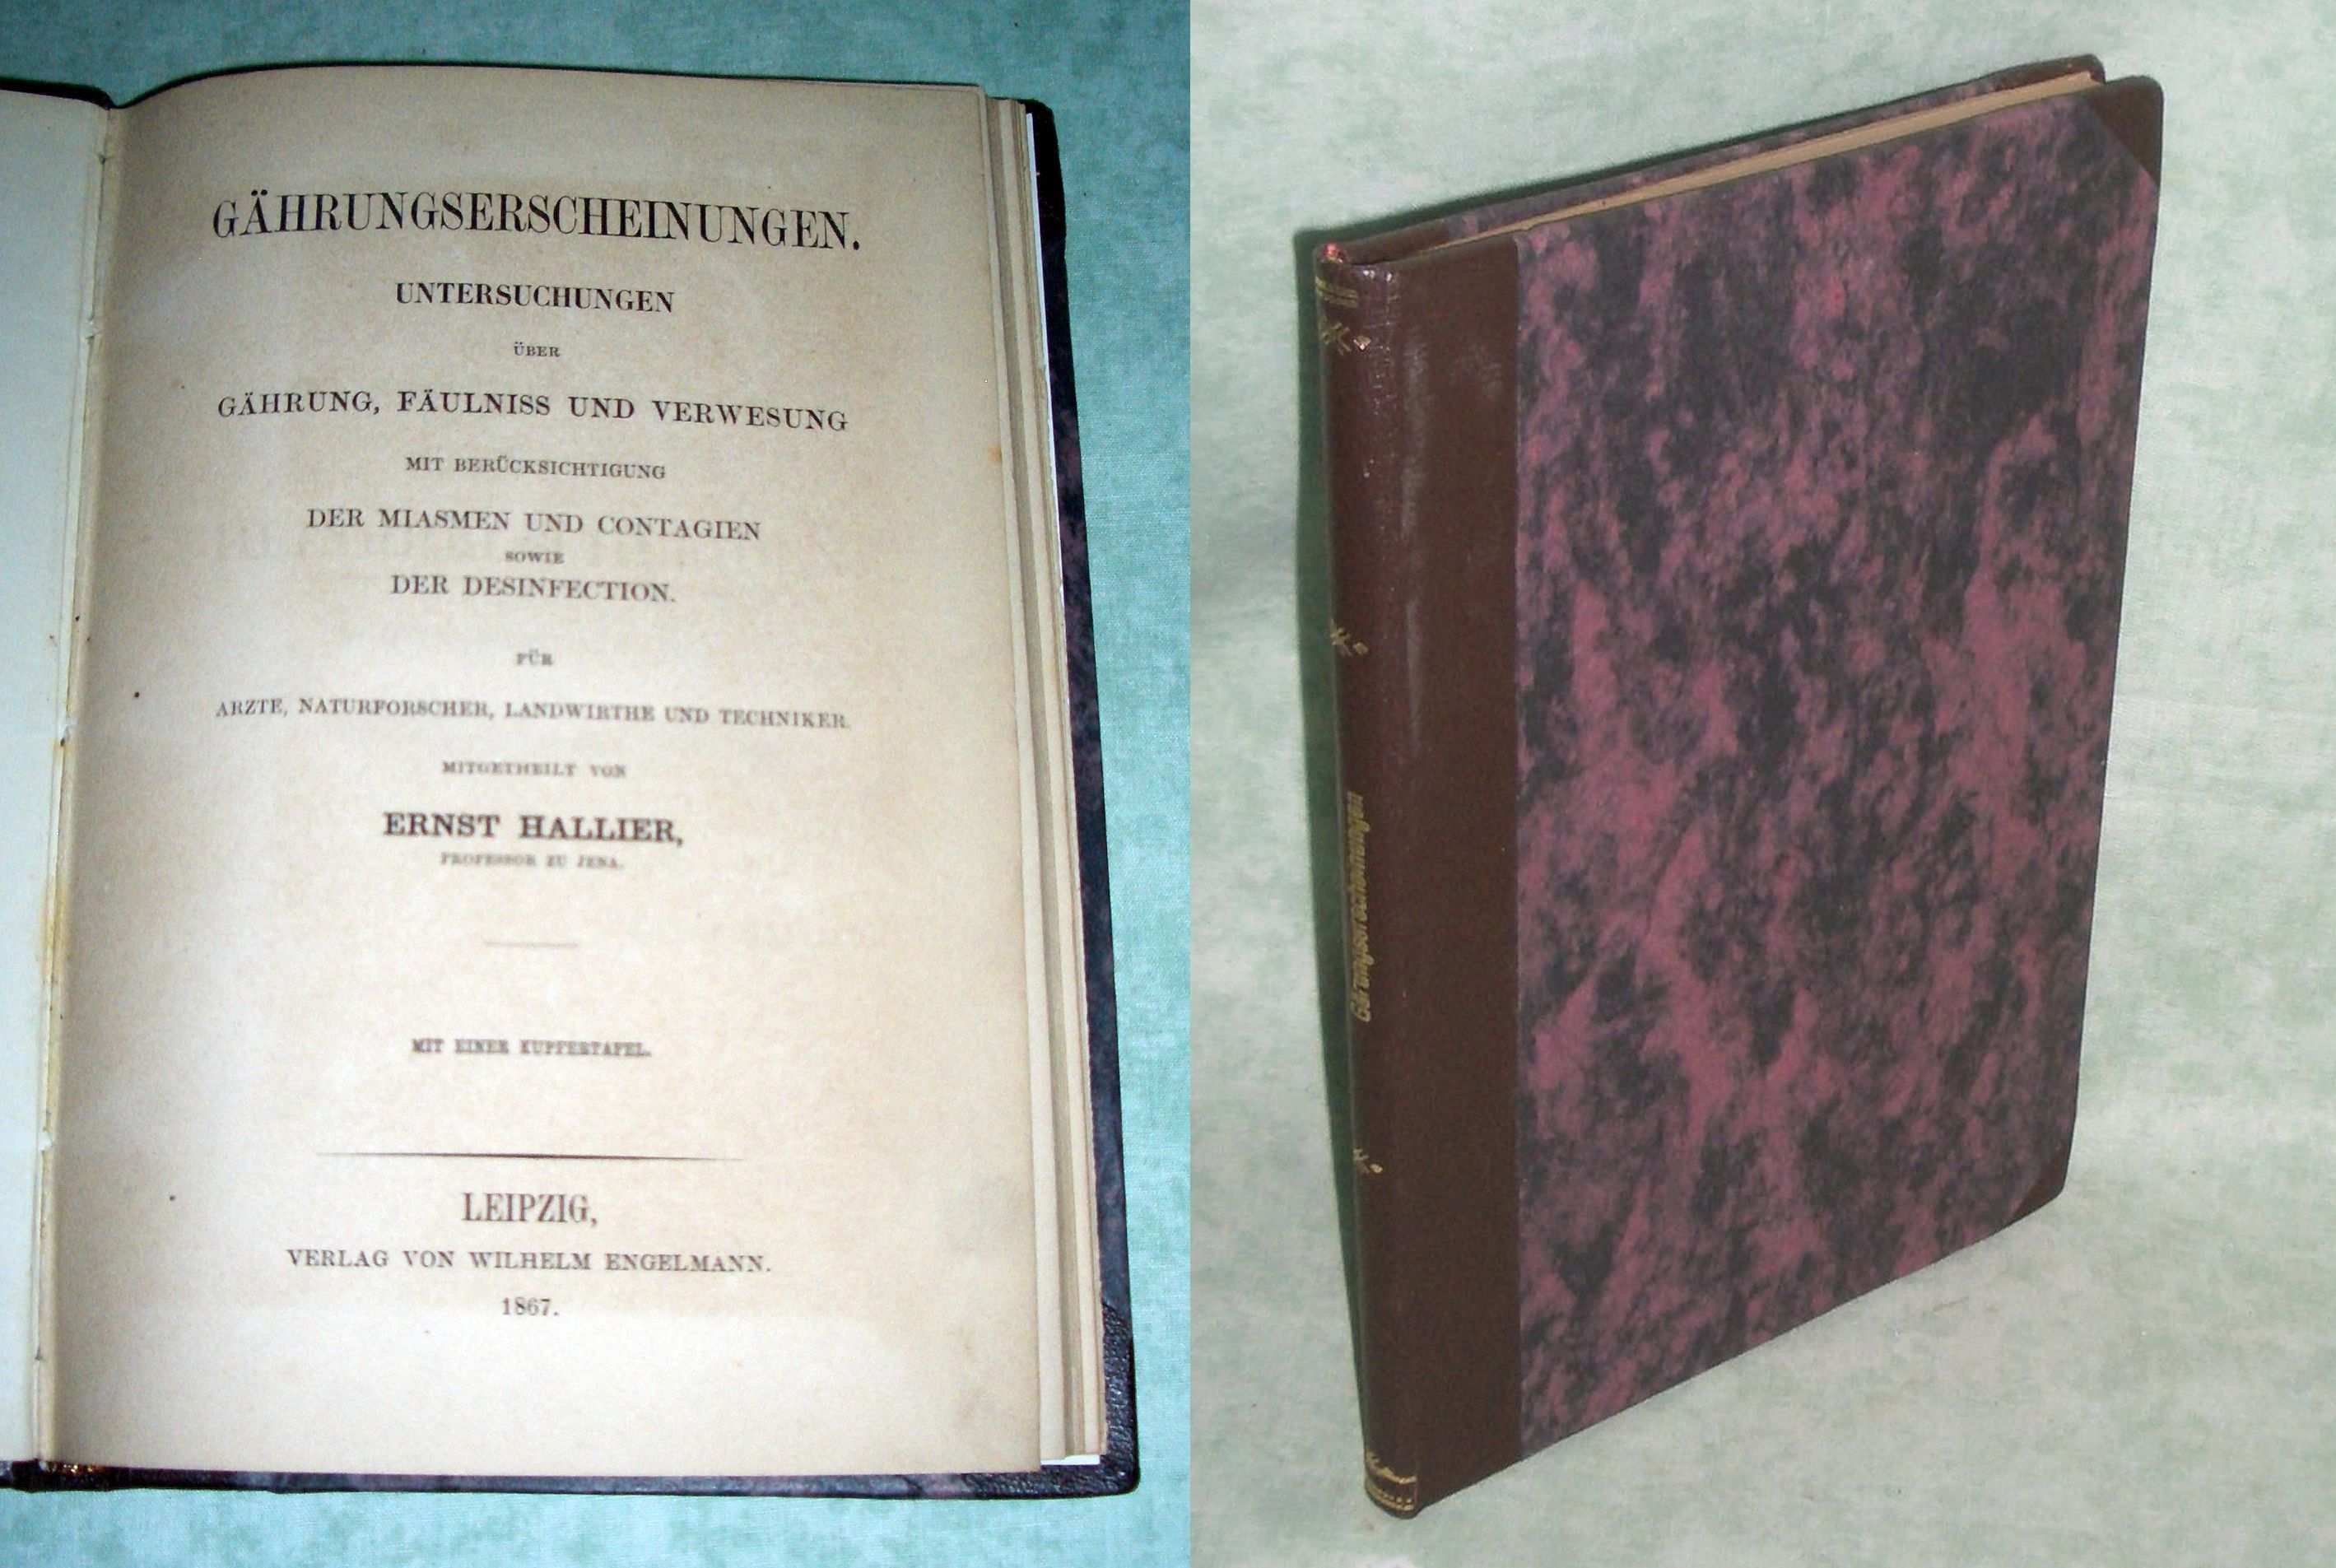 GÄHRUNGSERSCHEINUNGEN.
UNTERSUCHUNGEN
ÜBER
GÄHRUNG, FÄULNISS UND VERWESUNG
MIT BERÜCKSICHTIGUNG
DER MIASMEN UND CONTAGIEN
SOWIE
DER DESINFECTION.
FÜR
ARZTE, NATURFORSCHER, LANDWIRTHE UND TECHNIKER.
MITGETHEILT VON
ERNST HALLIER,
PROFESSOR ZU JENA.
MIT EINER KUPFERTAFEL.
LEIPZIG,
VERLAG VON WILHELM ENGELMANN.
1867.
Gärungserscheinungen